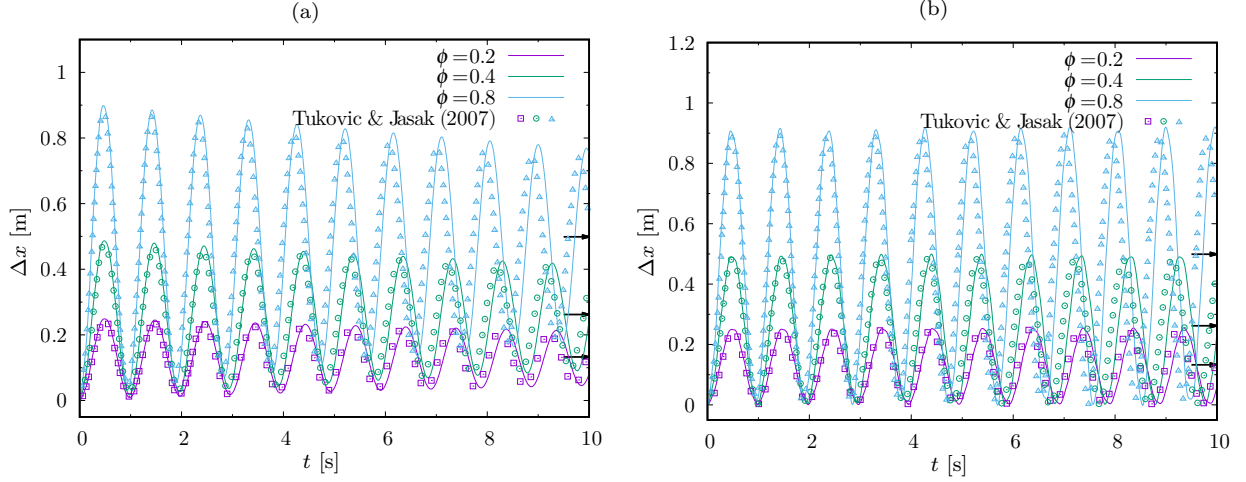 (a)
ϕ=0.2
ϕ=0.4
ϕ=0.8
Tukovic & Jasak (2007)
1
0.8
0.6
0.4
0.2
0
Δx [m]
0 2 4 6 8 10
t [s]
(b)
ϕ=0.2
ϕ=0.4
ϕ=0.8
Tukovic & Jasak (2007)
1.2
1
0.8
0.6
0.4
0.2
0
Δx [m]
0 2 4 6 8 10
t [s]